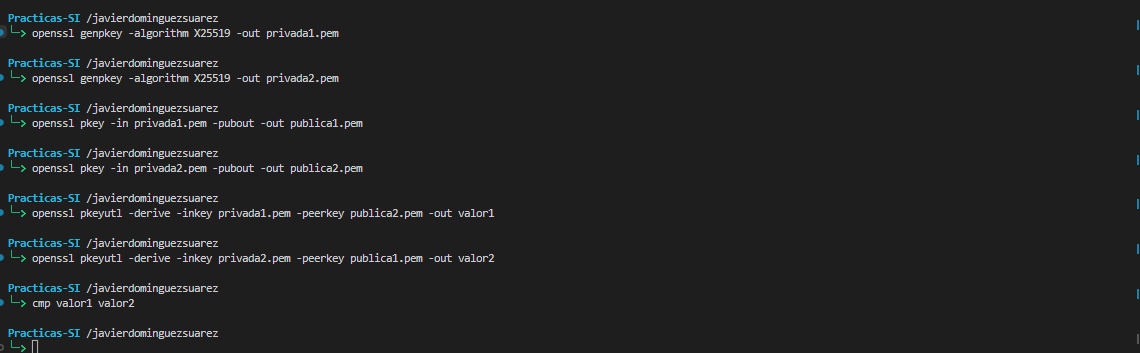 Practicas-SI /javierdominguezsuarez
└─> openssl genpkey -algorithm X25519 -out privada1.pem
Practicas-SI /javierdominguezsuarez
└─> openssl genpkey -algorithm X25519 -out privada2.pem
Practicas-SI /javierdominguezsuarez
└─> openssl pkey -in privada1.pem -pubout -out publica1.pem
Practicas-SI /javierdominguezsuarez
└─> openssl pkey -in privada2.pem -pubout -out publica2.pem
Practicas-SI /javierdominguezsuarez
└─> openssl pkeyutl -derive -inkey privada1.pem -peerkey publica2.pem -out valor1
Practicas-SI /javierdominguezsuarez
└─> openssl pkeyutl -derive -inkey privada2.pem -peerkey publica1.pem -out valor2
Practicas-SI /javierdominguezsuarez
└─> cmp valor1 valor2
Practicas-SI /javierdominguezsuarez
└─>